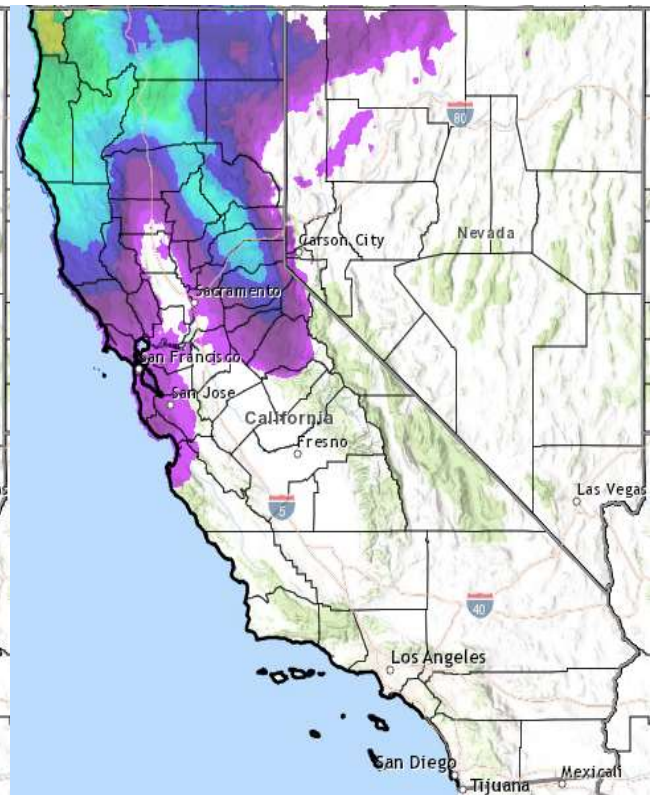 80
Carson City
Nevada
Sacramento
San Francisco
San Jose
California
Fresno
5
Las Vegas
40
Los Angeles
San Diego
Tijuana
Mexicali